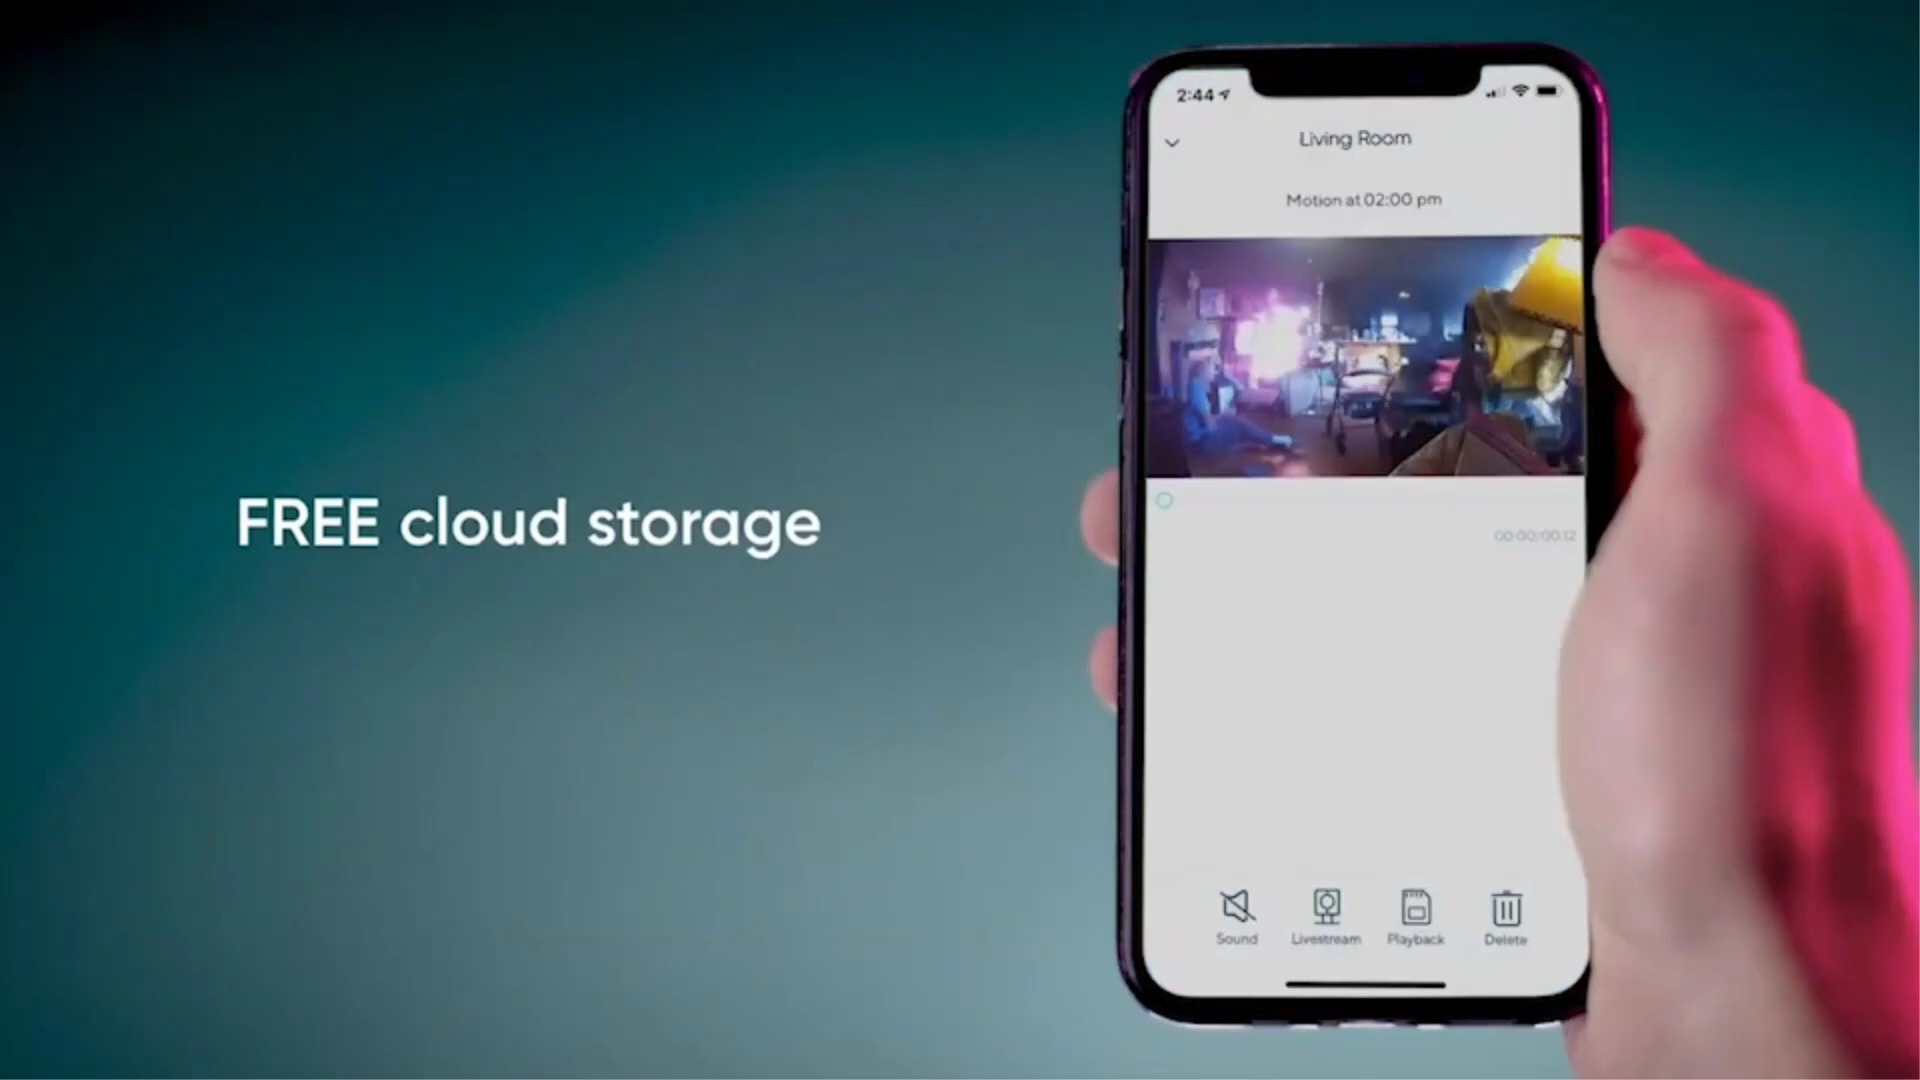 FREE cloud storage
2:44
Living Room
Motion at 02:00 pm
00:00/00:12
Sound
Livestream
Playback
Delete